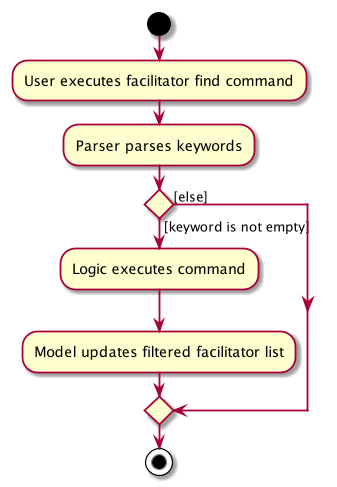 User executes facilitator find command
Parser parses keywords
[else]
[keyword is not empty]
Logic executes command
Model updates filtered facilitator list